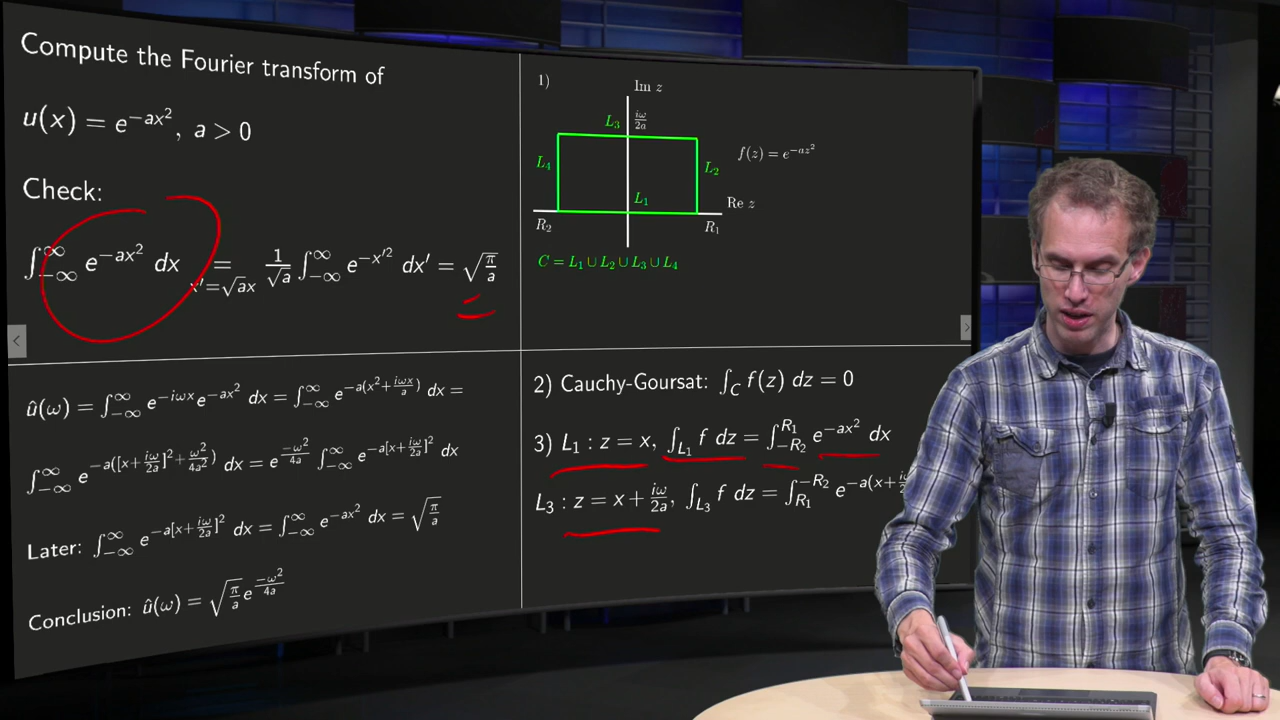 Compute the Fourier transform of
u(x) = e^{-ax^2}, a > 0
Check:
∫_{-∞}^{∞} e^{-ax^2} dx =_{x'=√ax} 1/√a ∫_{-∞}^{∞} e^{-x'^2} dx' = √(π/a)
û(ω) = ∫_{-∞}^{∞} e^{-iωx} e^{-ax^2} dx = ∫_{-∞}^{∞} e^{-a(x^2 + iωx/a)} dx =
∫_{-∞}^{∞} e^{-a([x + iω/2a]^2 + ω^2/4a^2)} dx = e^{-ω^2/4a} ∫_{-∞}^{∞} e^{-a[x + iω/2a]^2} dx
Later: ∫_{-∞}^{∞} e^{-a[x + iω/2a]^2} dx = ∫_{-∞}^{∞} e^{-ax^2} dx = √(π/a)
Conclusion: û(ω) = √(π/a) e^{-ω^2/4a}
1)
Im z
iω/2a
L_3
L_4
L_2
f(z) = e^{-az^2}
L_1
Re z
R_2
R_1
C = L_1 ∪ L_2 ∪ L_3 ∪ L_4
2) Cauchy-Goursat: ∫_C f(z) dz = 0
3) L_1 : z = x, ∫_{L_1} f dz = ∫_{-R_2}^{R_1} e^{-ax^2} dx
L_3 : z = x + iω/2a, ∫_{L_3} f dz = ∫_{R_1}^{-R_2} e^{-a(x+